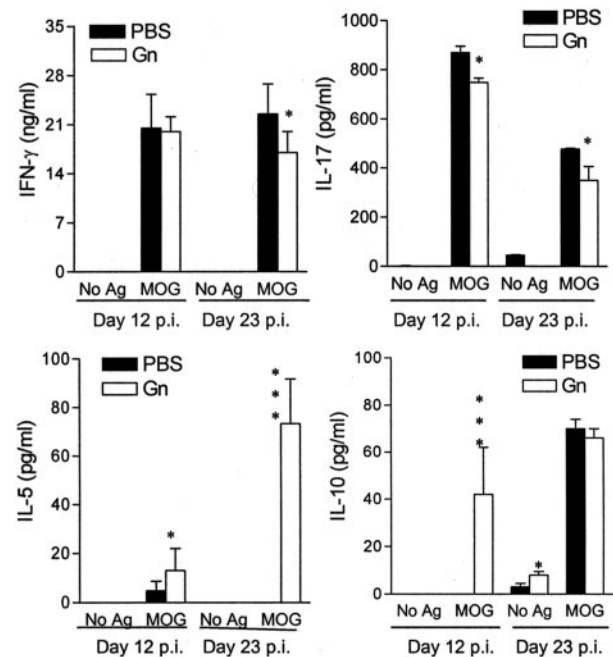 PBS
Gn
IFN-γ (ng/ml)
35
28
21
14
7
0
*
No Ag MOG No Ag MOG
Day 12 p.i. Day 23 p.i.
PBS
Gn
IL-17 (pg/ml)
1000
800
600
400
200
0
*
*
No Ag MOG No Ag MOG
Day 12 p.i. Day 23 p.i.
PBS
Gn
IL-5 (pg/ml)
100
80
60
40
20
0
*
***
No Ag MOG No Ag MOG
Day 12 p.i. Day 23 p.i.
PBS
Gn
IL-10 (pg/ml)
100
80
60
40
20
0
***
*
No Ag MOG No Ag MOG
Day 12 p.i. Day 23 p.i.